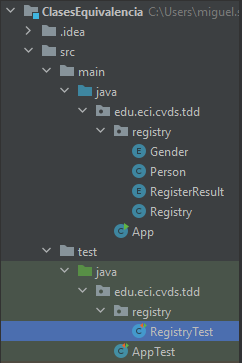 ClasesEquivalencia C:\Users\miguel.s
.idea
src
main
java
edu.eci.cvds.tdd
registry
Gender
Person
RegisterResult
Registry
App
test
java
edu.eci.cvds.tdd
registry
RegistryTest
AppTest